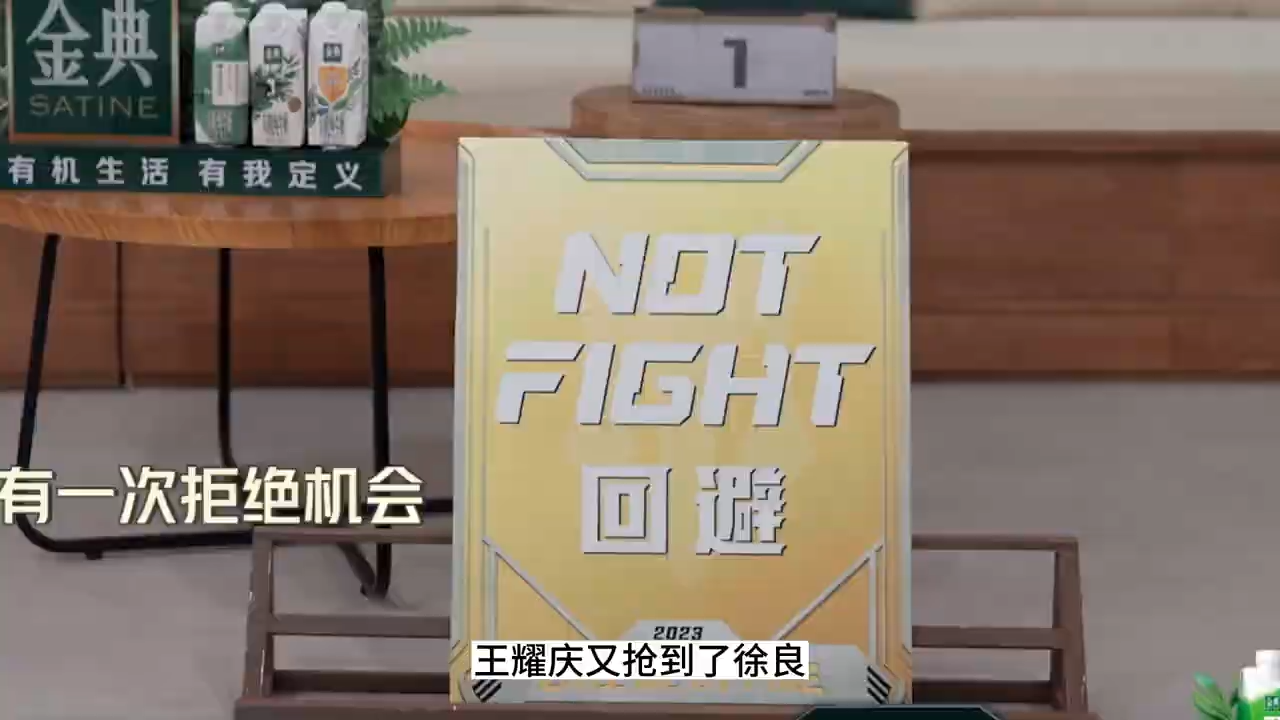 金典
SATINE
有机生活 有我定义
1
NOT
FIGHT
回避
有一次拒绝机会
2023
王耀庆又抢到了徐良